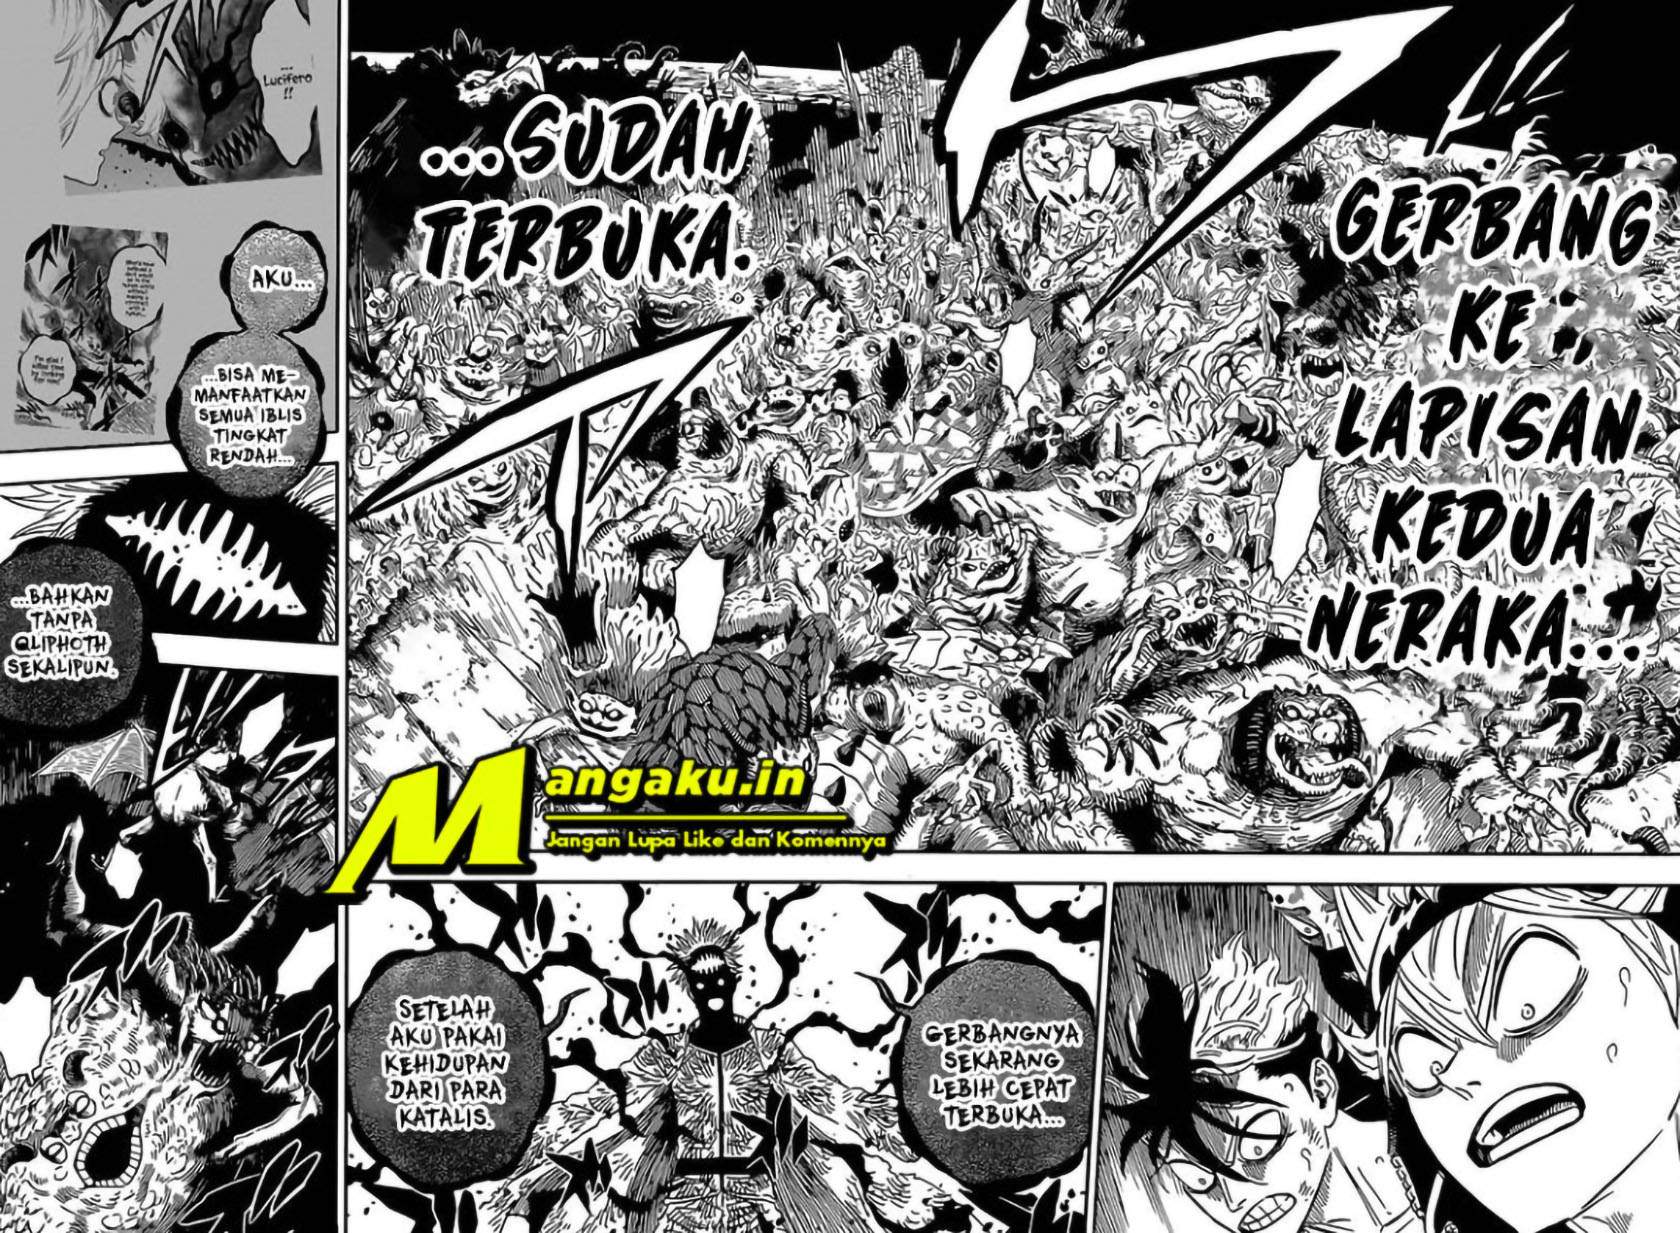 GERBANG
KE
LAPISAN
KEDUA
NERAKA...
...SUDAH
TERBUKA.
GERBANGNYA
SEKARANG
LEBIH CEPAT
TERBUKA...
SETELAH
AKU PAKAI
KEHIDUPAN
DARI PARA
KATALIS.
...
Lucifero
!!
AKU...
...BISA ME-
MANFAATKAN
SEMUA IBLIS
TINGKAT
RENDAH...
...BAHKAN
TANPA
QLIPHOTH
SEKALIPUN.
Mangaku.in
Jangan Lupa Like dan Komennya